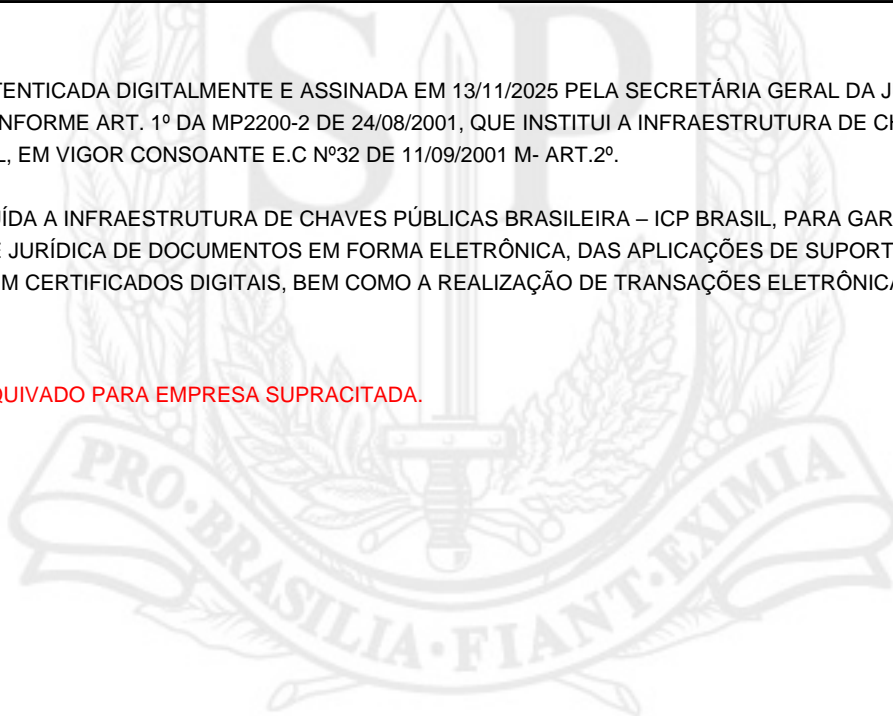 SP
TENTICADA DIGITALMENTE E ASSINADA EM 13/11/2025 PELA SECRETÁRIA GERAL DA J
NFORME ART. 1º DA MP2200-2 DE 24/08/2001, QUE INSTITUI A INFRAESTRUTURA DE CH
L, EM VIGOR CONSOANTE E.C Nº32 DE 11/09/2001 M- ART.2º.
UÍDA A INFRAESTRUTURA DE CHAVES PÚBLICAS BRASILEIRA – ICP BRASIL, PARA GAR
E JURÍDICA DE DOCUMENTOS EM FORMA ELETRÔNICA, DAS APLICAÇÕES DE SUPORT
M CERTIFICADOS DIGITAIS, BEM COMO A REALIZAÇÃO DE TRANSAÇÕES ELETRÔNICA
QUIVADO PARA EMPRESA SUPRACITADA.
PRO·BRASILIA·FIANT·EXIMIA